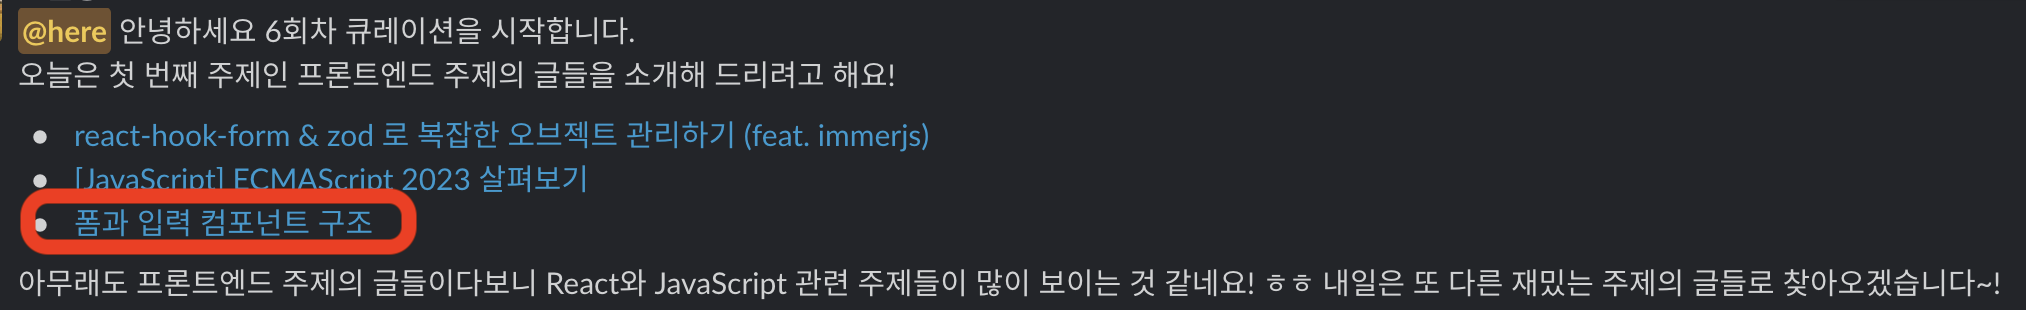 @here 안녕하세요 6회차 큐레이션을 시작합니다.
오늘은 첫 번째 주제인 프론트엔드 주제의 글들을 소개해 드리려고 해요!
• react-hook-form & zod 로 복잡한 오브젝트 관리하기 (feat. immerjs)
• [JavaScript] ECMAScript 2023 살펴보기
• 폼과 입력 컴포넌트 구조
아무래도 프론트엔드 주제의 글들이다보니 React와 JavaScript 관련 주제들이 많이 보이는 것 같네요! ㅎㅎ 내일은 또 다른 재밌는 주제의 글들로 찾아오겠습니다~!